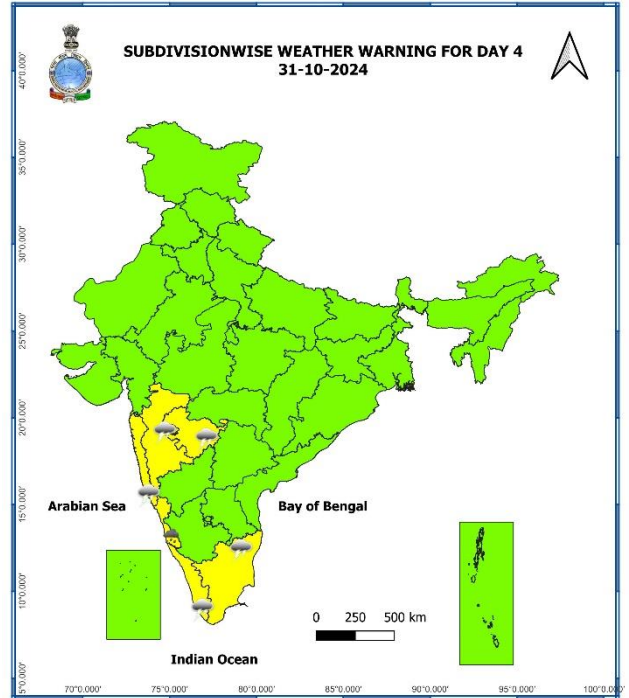 SUBDIVISIONWISE WEATHER WARNING FOR DAY 4
31-10-2024
40°0.000'
35°0.000'
30°0.000'
25°0.000'
20°0.000'
15°0.000'
10°0.000'
5°0.000'
Arabian Sea
Bay of Bengal
0 250 500 km
Indian Ocean
70°0.000' 75°0.000' 80°0.000' 85°0.000' 90°0.000' 95°0.000' 100°0.000'